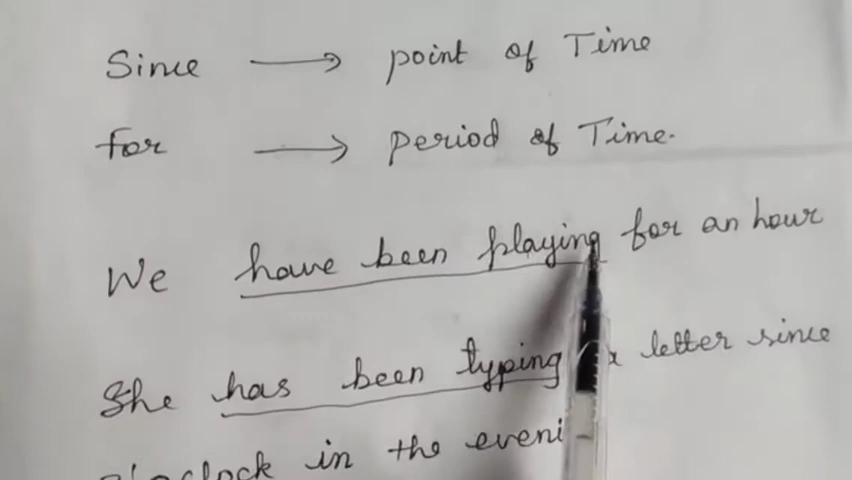 Since → point of Time
for → Period of Time.
We have been playing for an hour
She has been typing a letter since
o'clock in the eveni